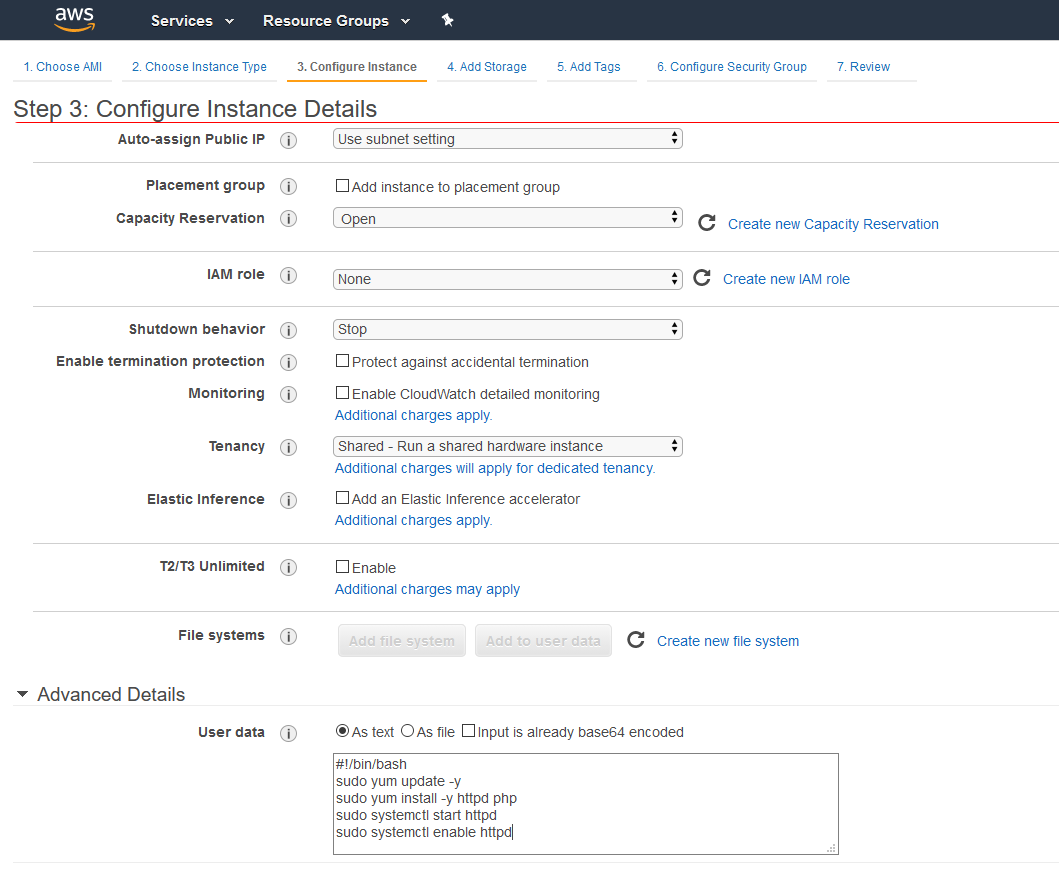 aws Services Resource Groups
1. Choose AMI 2. Choose Instance Type 3. Configure Instance 4. Add Storage 5. Add Tags 6. Configure Security Group 7. Review
Step 3: Configure Instance Details
Auto-assign Public IP i Use subnet setting
Placement group i Add instance to placement group
Capacity Reservation i Open Create new Capacity Reservation
IAM role i None Create new IAM role
Shutdown behavior i Stop
Enable termination protection i Protect against accidental termination
Monitoring i Enable CloudWatch detailed monitoring
Additional charges apply.
Tenancy i Shared - Run a shared hardware instance
Additional charges will apply for dedicated tenancy.
Elastic Inference i Add an Elastic Inference accelerator
Additional charges apply.
T2/T3 Unlimited i Enable
Additional charges may apply
File systems i Add file system Add to user data Create new file system
Advanced Details
User data i As text As file Input is already base64 encoded
#!/bin/bash
sudo yum update -y
sudo yum install -y httpd php
sudo systemctl start httpd
sudo systemctl enable httpd